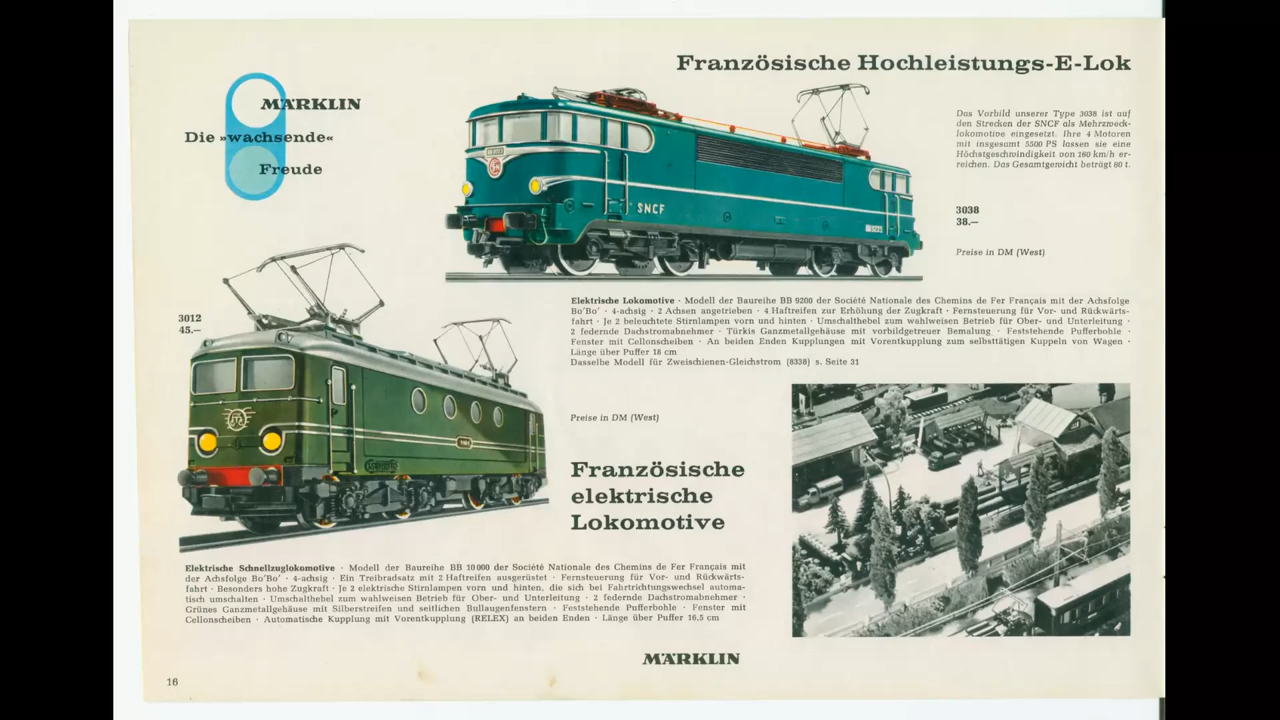 Französische Hochleistungs-E-Lok
MÄRKLIN
Die »wachsende«
Freude
Das Vorbild unserer Type 3038 ist auf
den Strecken der SNCF als Mehrzweck-
lokomotive eingesetzt. Ihre 4 Motoren
mit insgesamt 5500 PS lassen sie eine
Höchstgeschwindigkeit von 160 km/h er-
reichen. Das Gesamtgewicht beträgt 80 t.
SNCF
3038
38.—
Preise in DM (West)
Elektrische Lokomotive · Modell der Baureihe BB 9200 der Société Nationale des Chemins de Fer Français mit der Achsfolge
Bo'Bo' · 4-achsig · 2 Achsen angetrieben · 4 Haftreifen zur Erhöhung der Zugkraft · Fernsteuerung für Vor- und Rückwärts-
fahrt · Je 2 beleuchtete Stirnlampen vorn und hinten · Umschalthebel zum wahlweisen Betrieb für Ober- und Unterleitung ·
2 federnde Dachstromabnehmer · Türkis Ganzmetallgehäuse mit vorbildgetreuer Bemalung · Feststehende Pufferbohle ·
Fenster mit Cellonscheiben · An beiden Enden Kupplungen mit Vorentkupplung zum selbsttätigen Kuppeln von Wagen ·
Länge über Puffer 18 cm
Dasselbe Modell für Zweischienen-Gleichstrom (8338) s. Seite 31
3012
45.—
Preise in DM (West)
Französische
elektrische
Lokomotive
Elektrische Schnellzuglokomotive · Modell der Baureihe BB 10000 der Société Nationale des Chemins de Fer Français mit
der Achsfolge Bo'Bo' · 4-achsig · Ein Treibradsatz mit 2 Haftreifen ausgerüstet · Fernsteuerung für Vor- und Rückwärts-
fahrt · Besonders hohe Zugkraft · Je 2 elektrische Stirnlampen vorn und hinten, die sich bei Fahrtrichtungswechsel automa-
tisch umschalten · Umschalthebel zum wahlweisen Betrieb für Ober- und Unterleitung · 2 federnde Dachstromabnehmer ·
Grünes Ganzmetallgehäuse mit Silberstreifen und seitlichen Bullaugenfenstern · Feststehende Pufferbohle · Fenster mit
Cellonscheiben · Automatische Kupplung mit Vorentkupplung (RELEX) an beiden Enden · Länge über Puffer 16,5 cm
MÄRKLIN
16